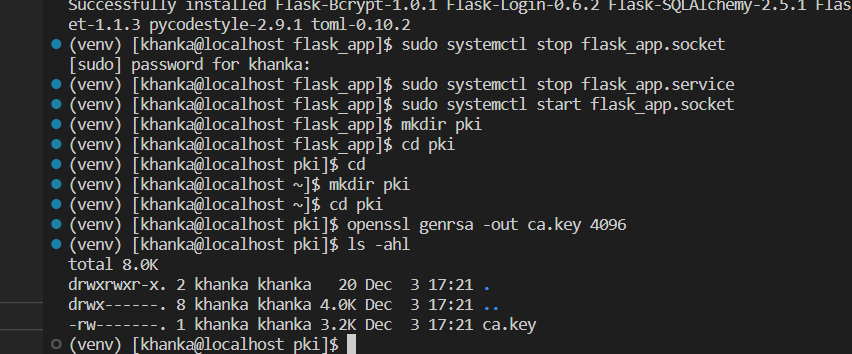 Successfully installed Flask-Bcrypt-1.0.1 Flask-Login-0.6.2 Flask-SQLAlchemy-2.5.1 Flas
et-1.1.3 pycodestyle-2.9.1 toml-0.10.2
(venv) [khanka@localhost flask_app]$ sudo systemctl stop flask_app.socket
[sudo] password for khanka:
(venv) [khanka@localhost flask_app]$ sudo systemctl stop flask_app.service
(venv) [khanka@localhost flask_app]$ sudo systemctl start flask_app.socket
(venv) [khanka@localhost flask_app]$ mkdir pki
(venv) [khanka@localhost flask_app]$ cd pki
(venv) [khanka@localhost pki]$ cd
(venv) [khanka@localhost ~]$ mkdir pki
(venv) [khanka@localhost ~]$ cd pki
(venv) [khanka@localhost pki]$ openssl genrsa -out ca.key 4096
(venv) [khanka@localhost pki]$ ls -ahl
total 8.0K
drwxrwxr-x. 2 khanka khanka   20 Dec  3 17:21 .
drwx------. 8 khanka khanka 4.0K Dec  3 17:21 ..
-rw-------. 1 khanka khanka 3.2K Dec  3 17:21 ca.key
(venv) [khanka@localhost pki]$